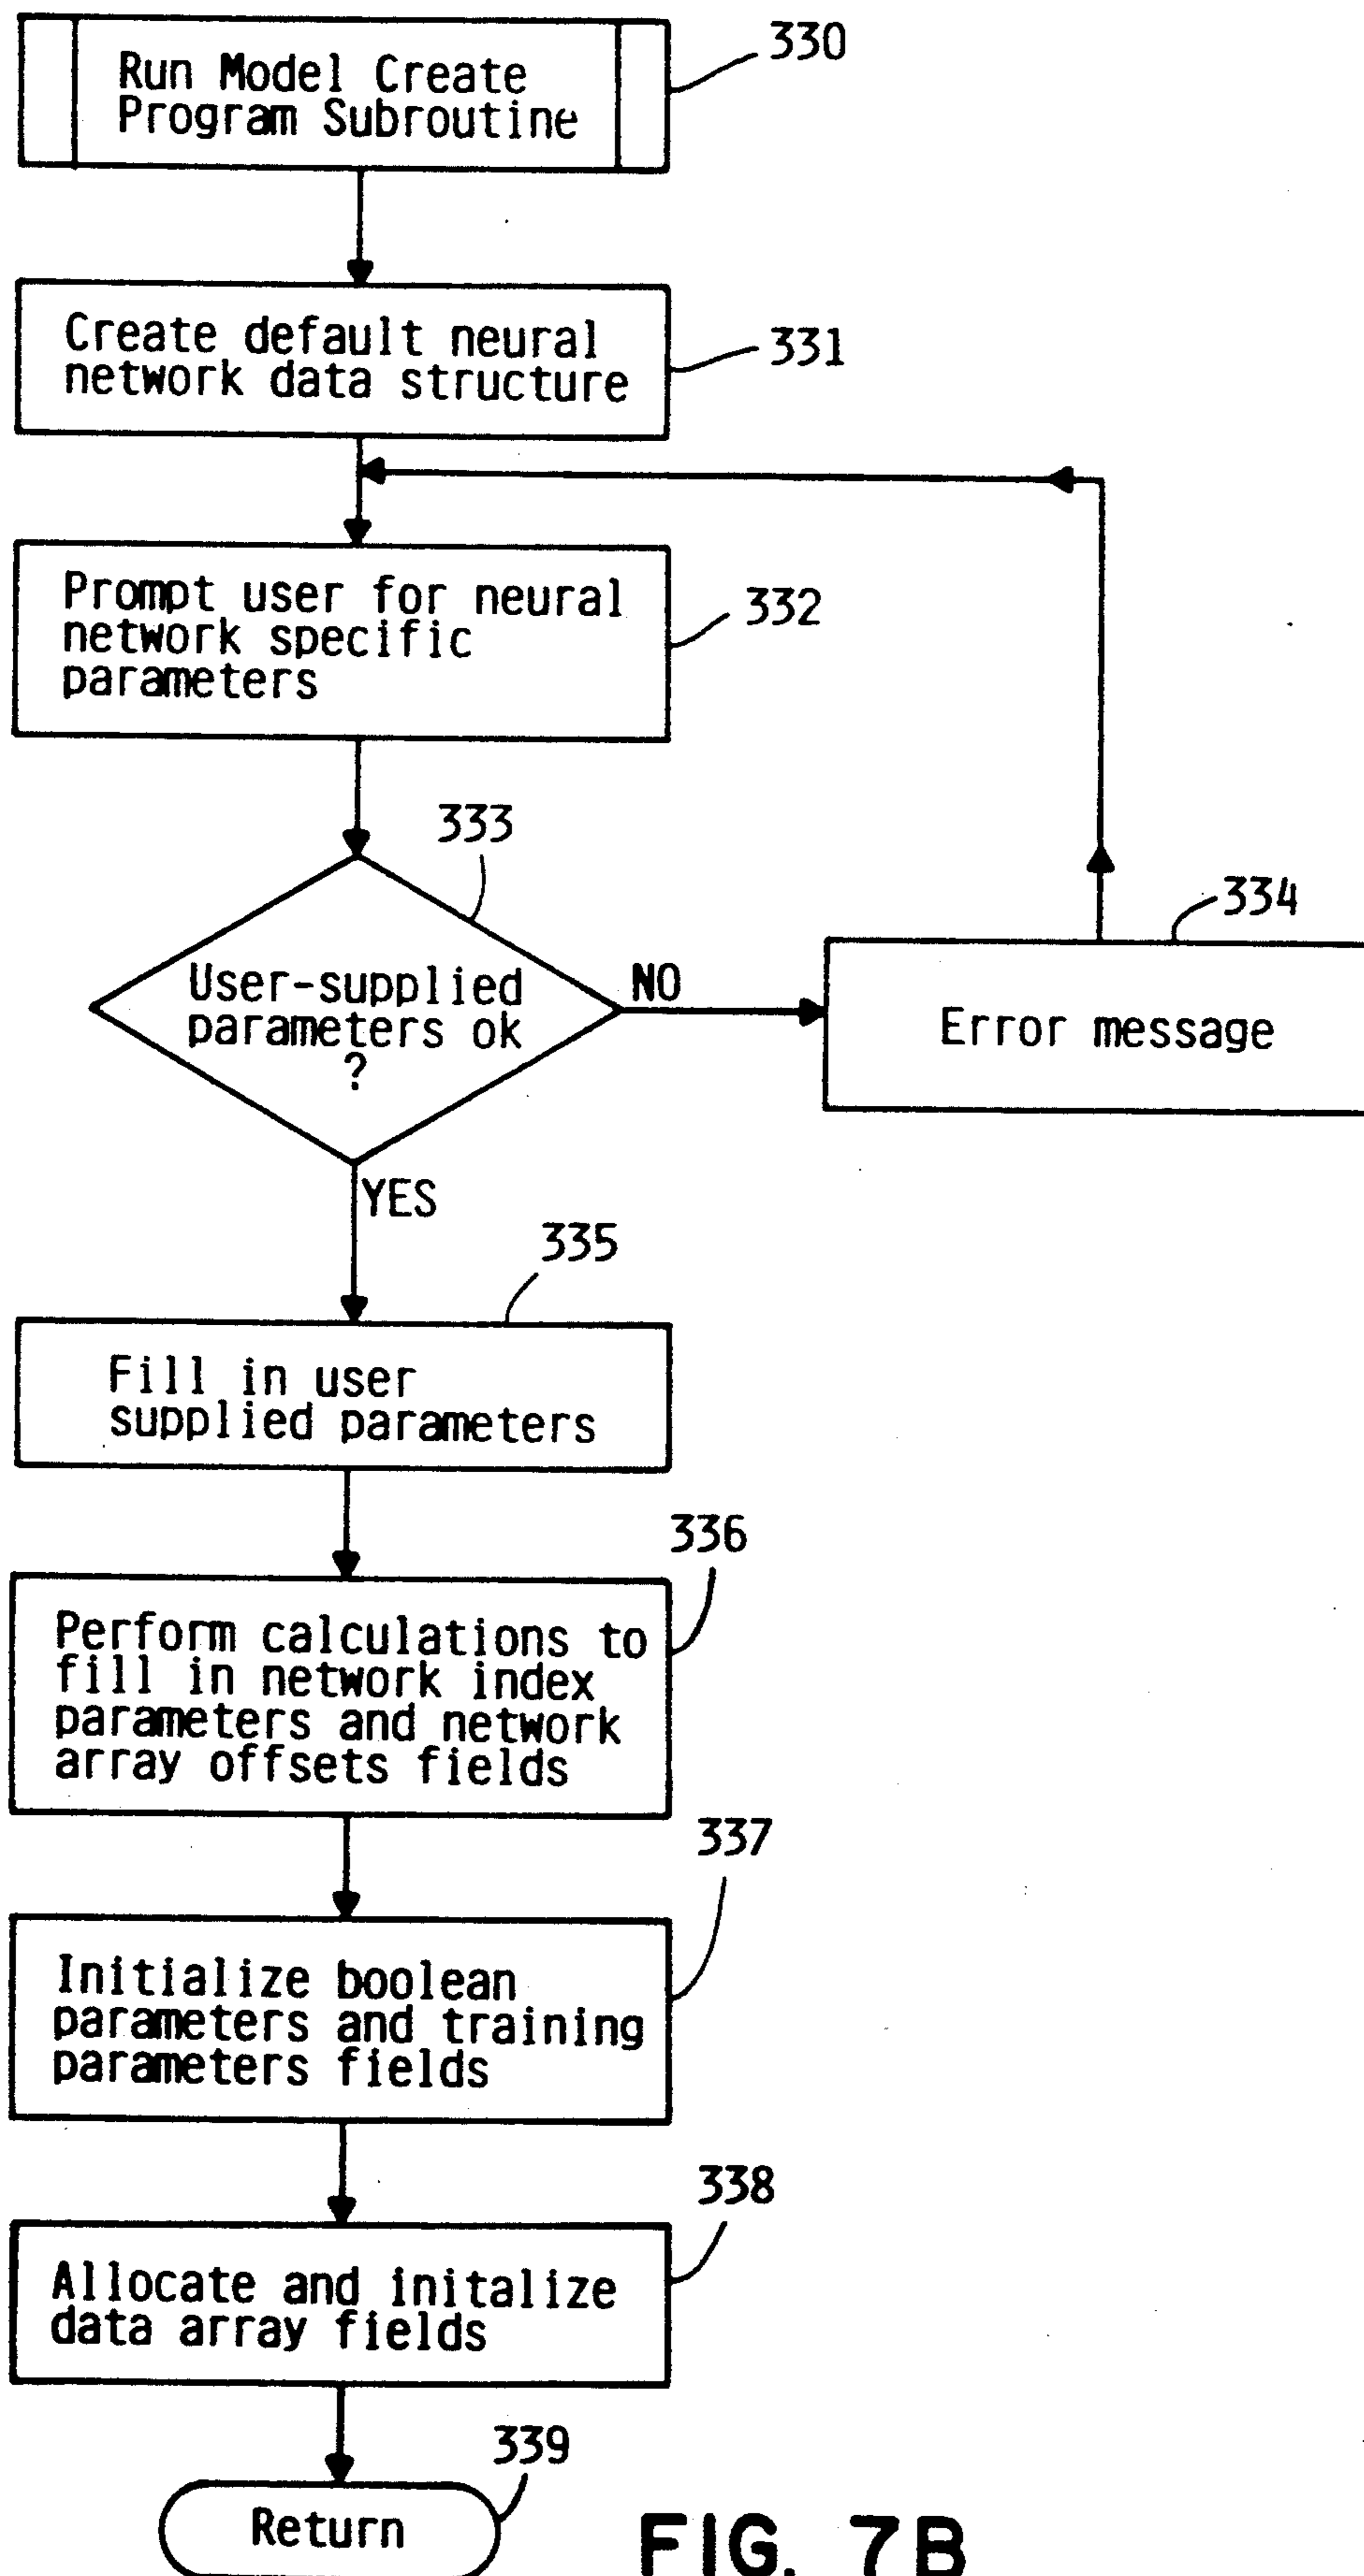 Run Model Create
Program Subroutine
330
Create default neural
network data structure
331
Prompt user for neural
network specific
parameters
332
333
User-supplied
parameters ok
?
NO
334
Error message
YES
335
Fill in user
supplied parameters
336
Perform calculations to
fill in network index
parameters and network
array offsets fields
337
Initialize boolean
parameters and training
parameters fields
338
Allocate and initalize
data array fields
339
Return
FIG. 7B